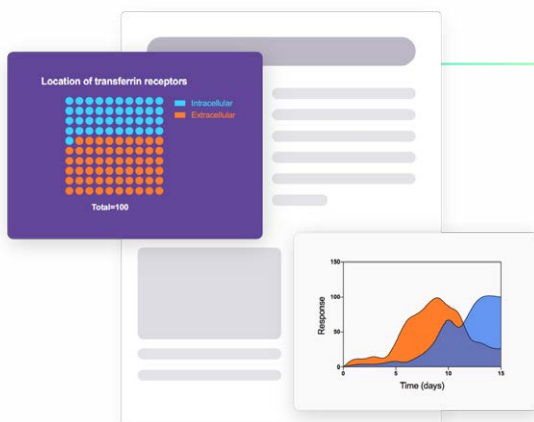 Location of transferrin receptors
Intracellular
Extracellular
Total=100
150
100
50
0
Response
0 5 10 15
Time (days)